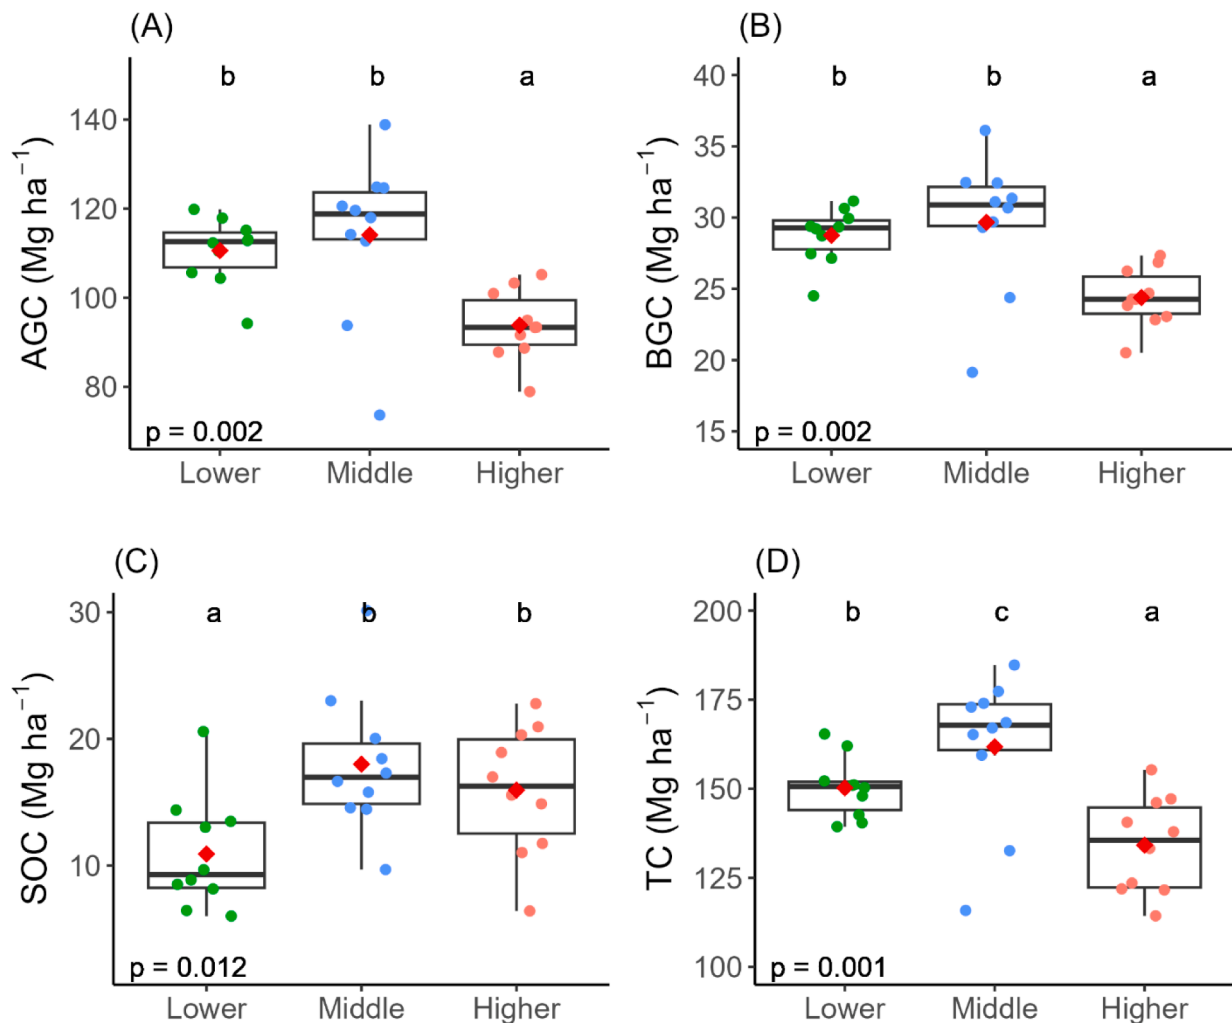 (A)
b b a
AGC (Mg ha⁻¹)
140
120
100
80
p = 0.002
Lower Middle Higher
(B)
b b a
BGC (Mg ha⁻¹)
40
35
30
25
20
15
p = 0.002
Lower Middle Higher
(C)
a b b
SOC (Mg ha⁻¹)
30
20
10
p = 0.012
Lower Middle Higher
(D)
b c a
TC (Mg ha⁻¹)
200
175
150
125
100
p = 0.001
Lower Middle Higher